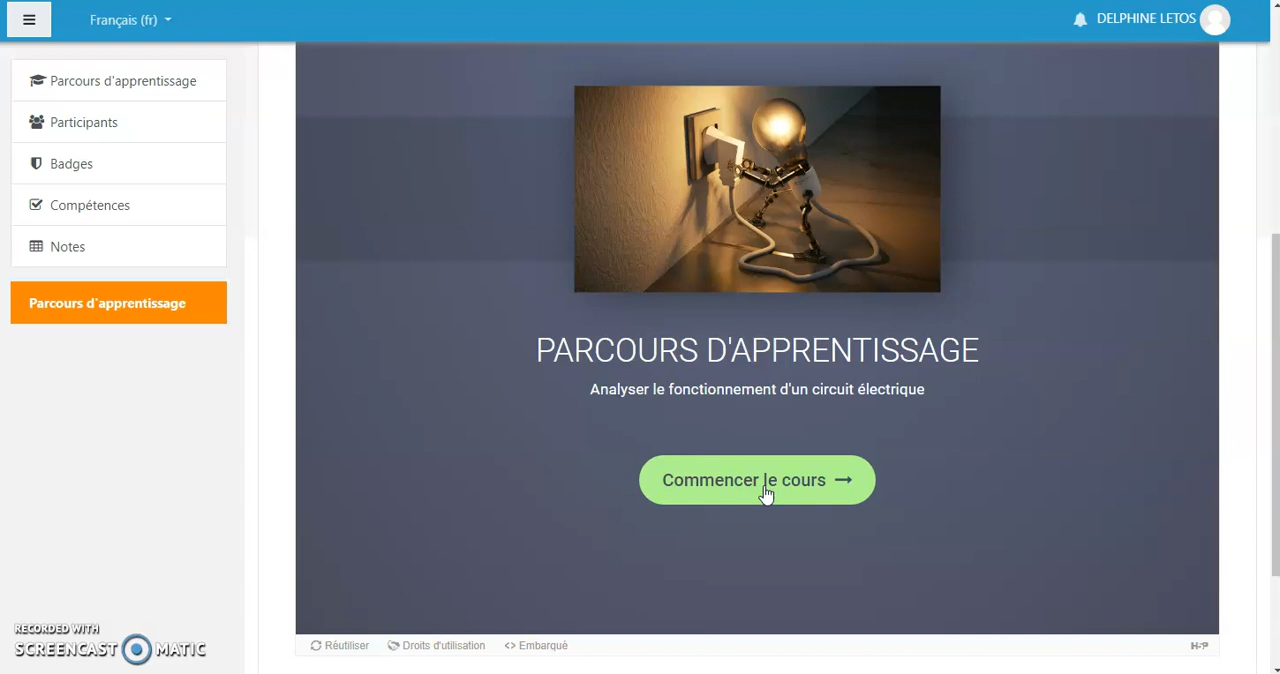 Français (fr)
DELPHINE LETOS
Parcours d'apprentissage
Participants
Badges
Compétences
Notes
Parcours d'apprentissage
PARCOURS D'APPRENTISSAGE
Analyser le fonctionnement d'un circuit électrique
Commencer le cours
Réutiliser
Droits d'utilisation
<> Embarqué
H5P
RECORDED WITH
SCREENCAST MATIC